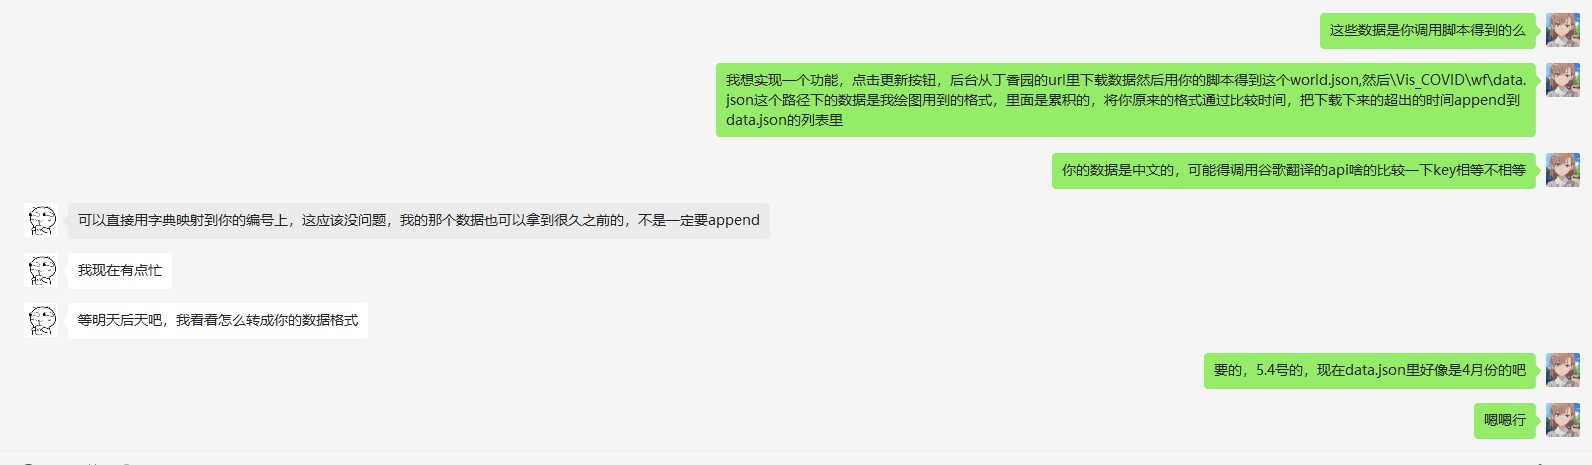 这些数据是你调用脚本得到的么
我想实现一个功能，点击更新按钮，后台从丁香园的url里下载数据然后用你的脚本得到这个world.json,然后\Vis_COVID\wf\data.
json这个路径下的数据是我绘图用到的格式，里面是累积的，将你原来的格式通过比较时间，把下载下来的超出的时间append到
data.json的列表里
你的数据是中文的，可能得调用谷歌翻译的api啥的比较一下key相等不相等
可以直接用字典映射到你的编号上，这应该没问题，我的那个数据也可以拿到很久之前的，不是一定要append
我现在有点忙
等明天后天吧，我看看怎么转成你的数据格式
要的，5.4号的，现在data.json里好像是4月份的吧
嗯嗯行